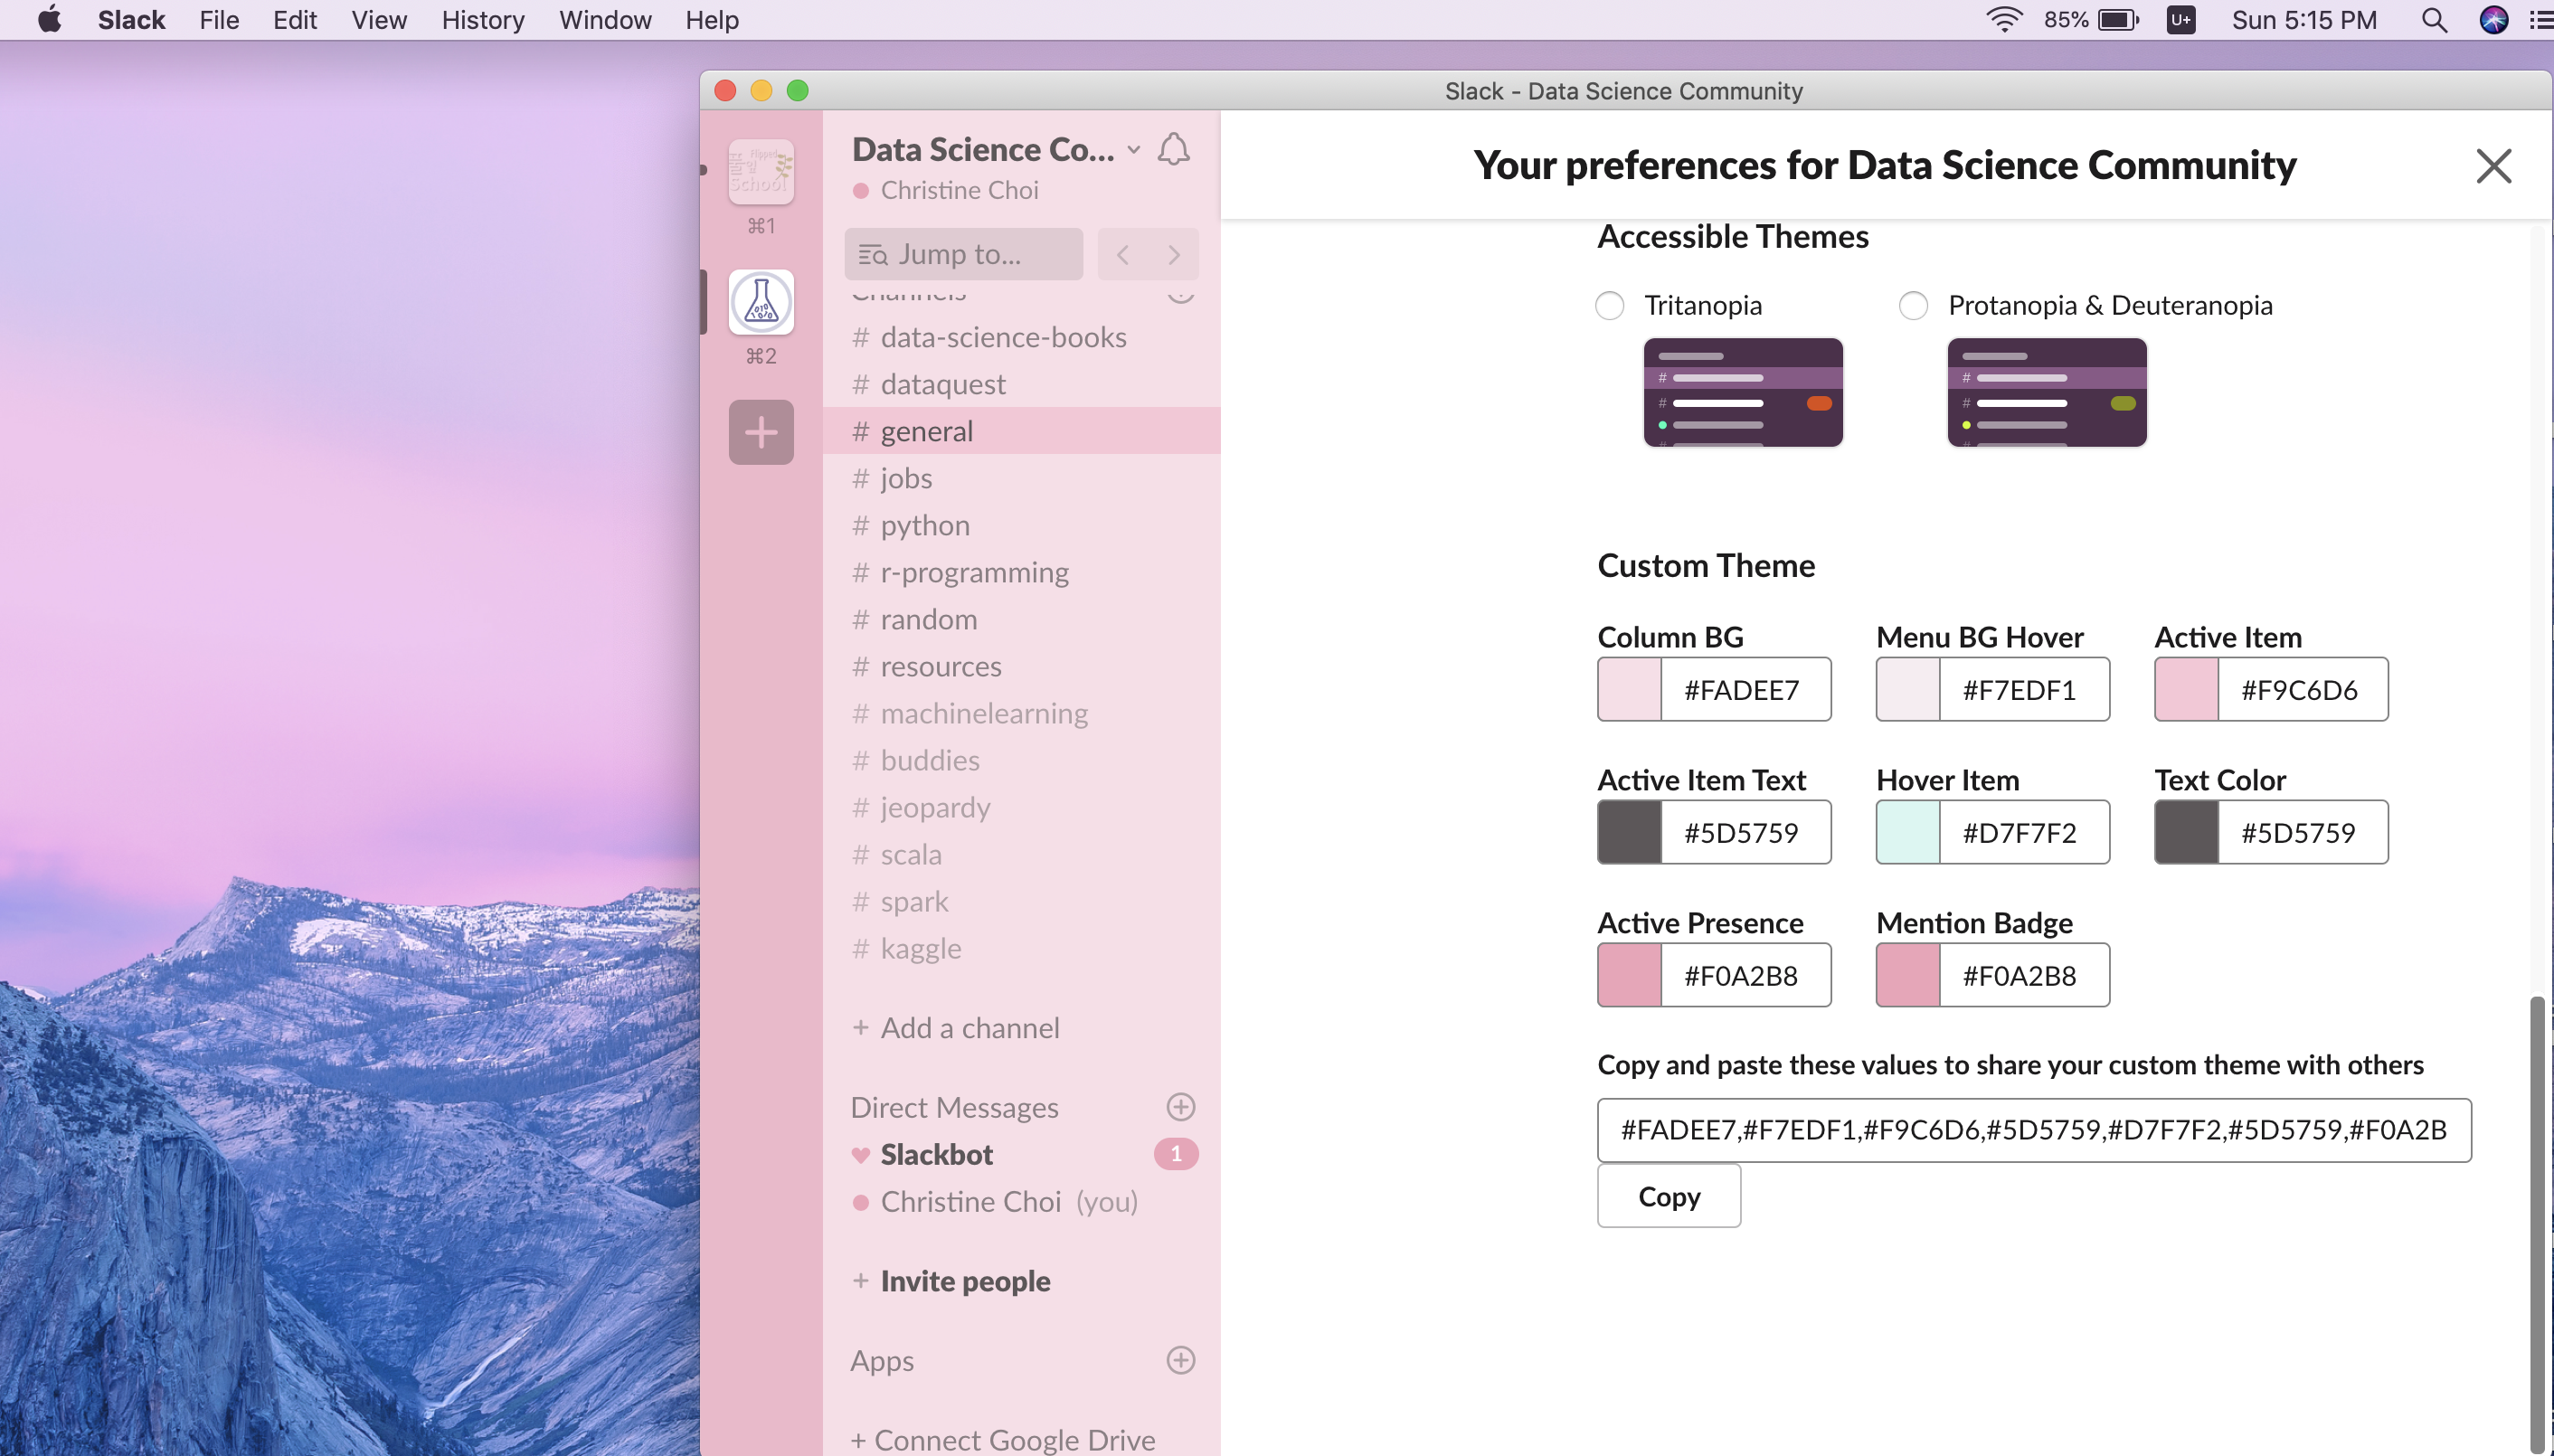 Slack File Edit View History Window Help 85% U+ Sun 5:15 PM
Slack - Data Science Community
Data Science Co...
Christine Choi
Jump to...
⌘1
⌘2
Channels
# data-science-books
# dataquest
# general
# jobs
# python
# r-programming
# random
# resources
# machinelearning
# buddies
# jeopardy
# scala
# spark
# kaggle
+ Add a channel
Direct Messages
Slackbot 1
Christine Choi (you)
+ Invite people
Apps
+ Connect Google Drive
Your preferences for Data Science Community
Accessible Themes
Tritanopia Protanopia & Deuteranopia
Custom Theme
Column BG Menu BG Hover Active Item
#FADEE7 #F7EDF1 #F9C6D6
Active Item Text Hover Item Text Color
#5D5759 #D7F7F2 #5D5759
Active Presence Mention Badge
#F0A2B8 #F0A2B8
Copy and paste these values to share your custom theme with others
#FADEE7,#F7EDF1,#F9C6D6,#5D5759,#D7F7F2,#5D5759,#F0A2B
Copy